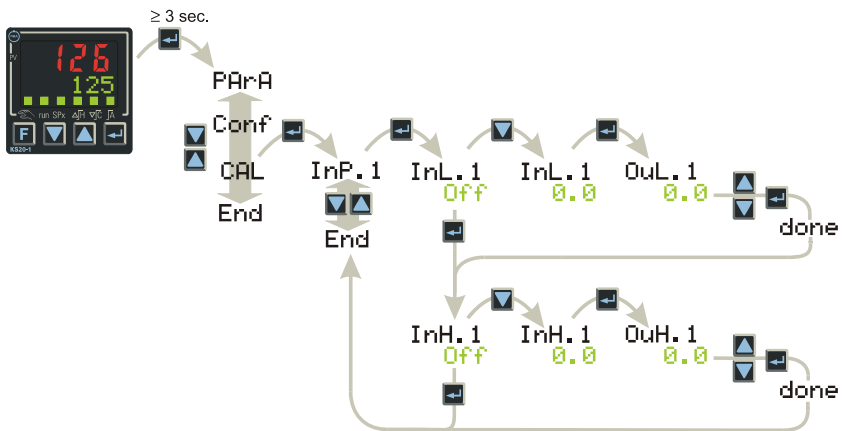 ≥ 3 sec.
PV
126
125
run SPx
F
KS20-1
PArA
Conf
CAL
End
InP.1
End
InL.1
Off
InL.1
0.0
OuL.1
0.0
done
InH.1
Off
InH.1
0.0
OuH.1
0.0
done